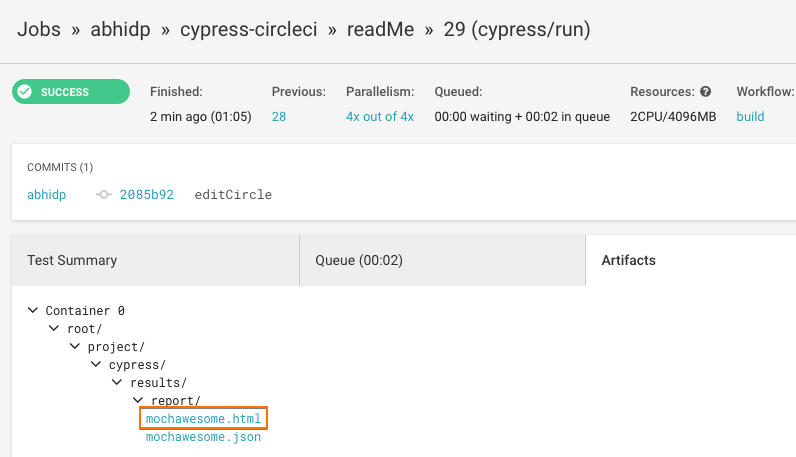 Jobs » abhidp » cypress-circleci » readMe » 29 (cypress/run)
SUCCESS
Finished: Previous: Parallelism: Queued: Resources: ? Workflow:
2 min ago (01:05) 28 4x out of 4x 00:00 waiting + 00:02 in queue 2CPU/4096MB build
COMMITS (1)
abhidp 2085b92 editCircle
Test Summary Queue (00:02) Artifacts
Container 0
root/
project/
cypress/
results/
report/
mochawesome.html
mochawesome.json